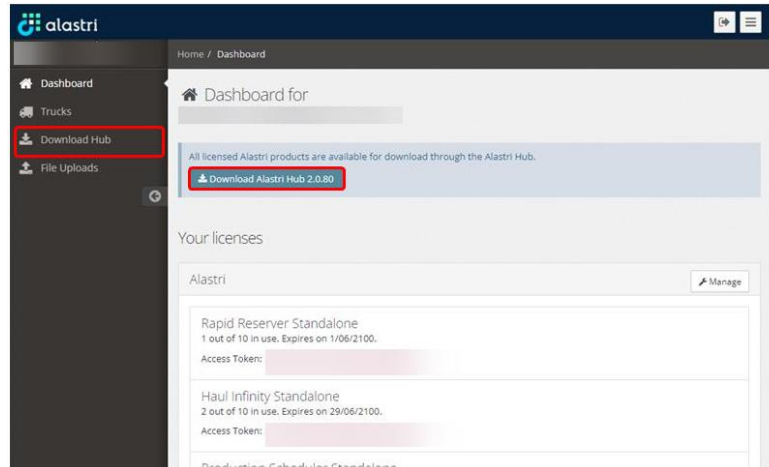 alastri
Home / Dashboard
Dashboard
Trucks
Download Hub
File Uploads
Dashboard for
All licensed Alastri products are available for download through the Alastri Hub.
Download Alastri Hub 2.0.80
Your licenses
Alastri
Manage
Rapid Reserver Standalone
1 out of 10 in use. Expires on 1/06/2100.
Access Token:
Haul Infinity Standalone
2 out of 10 in use. Expires on 29/06/2100.
Access Token:
Production Scheduler Standalone